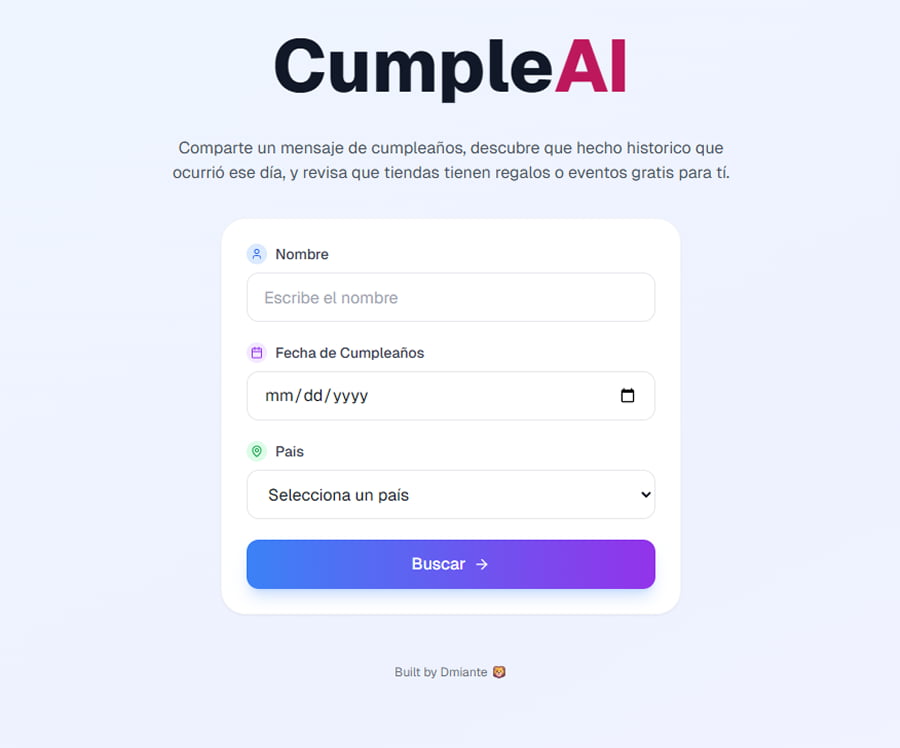 CumpleAI
Comparte un mensaje de cumpleaños, descubre que hecho historico que
ocurrió ese día, y revisa que tiendas tienen regalos o eventos gratis para tí.
Nombre
Escribe el nombre
Fecha de Cumpleaños
mm/dd/yyyy
Pais
Selecciona un país
Buscar →
Built by Dmiante 🦁